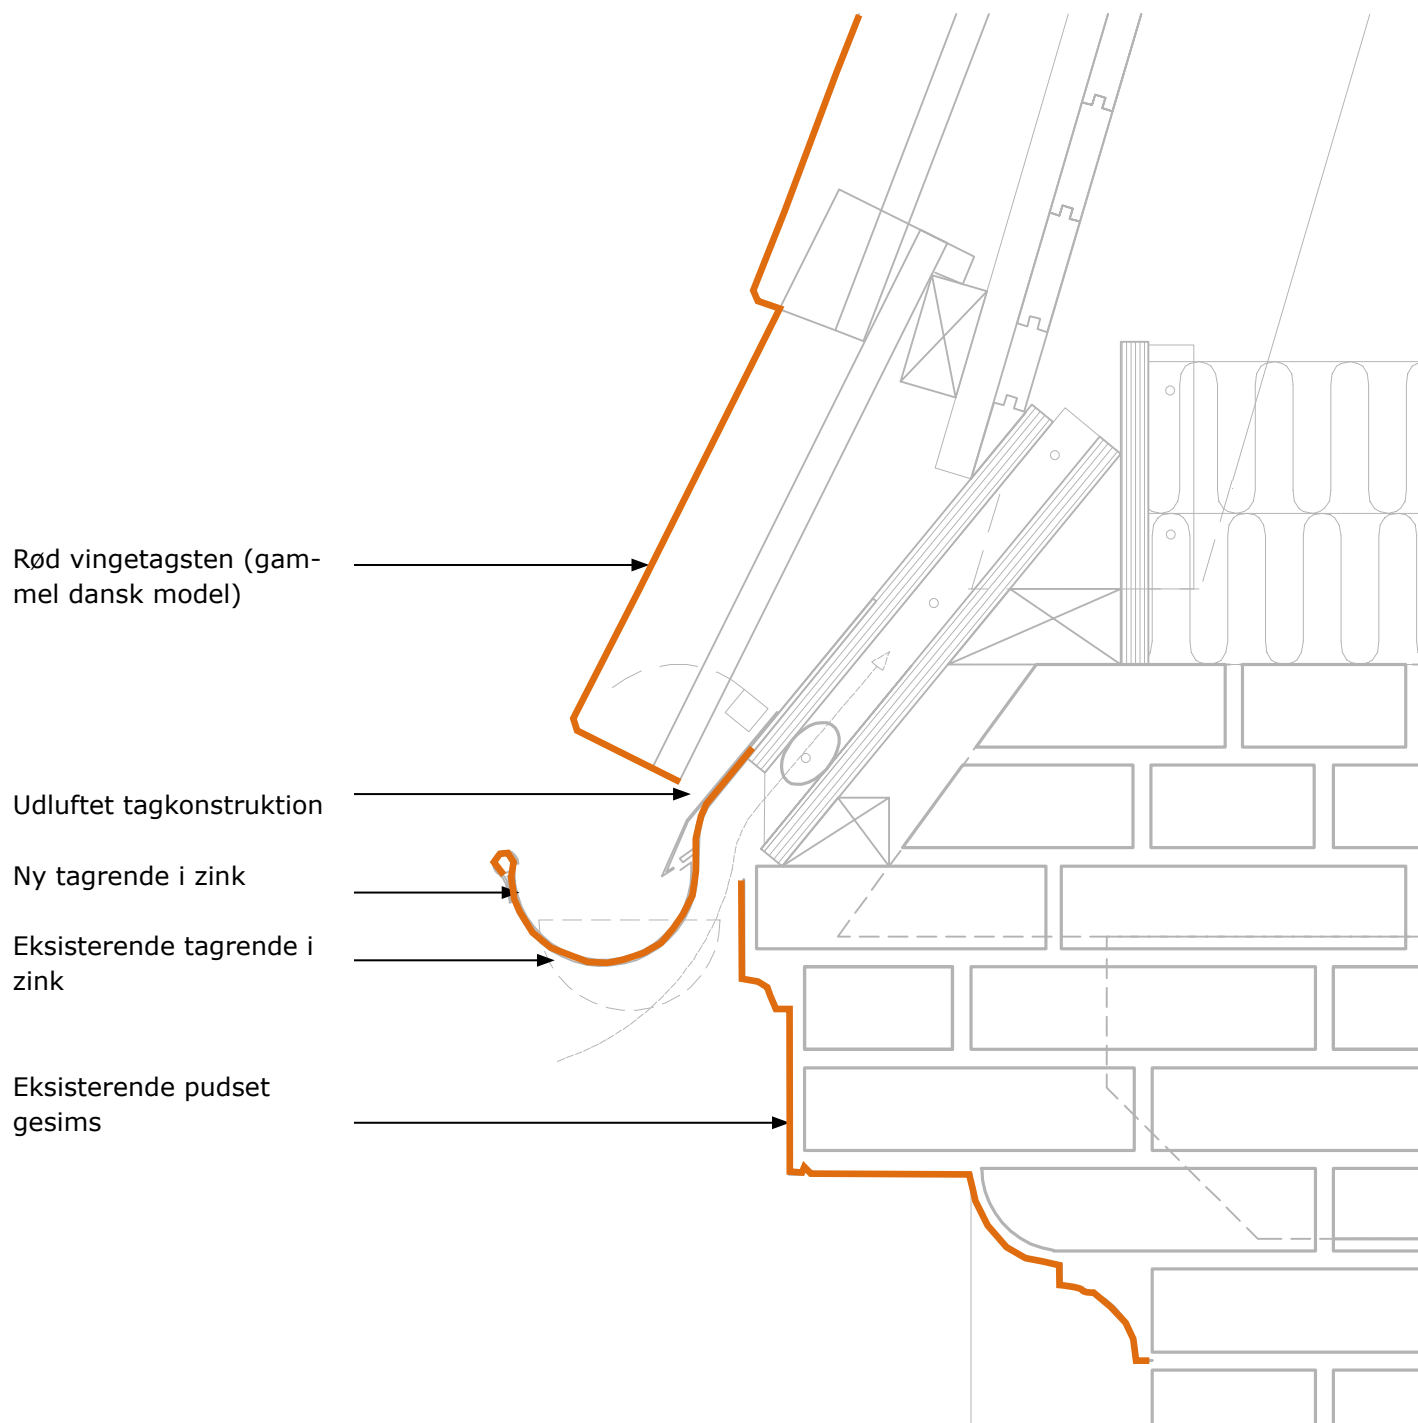 Rød vingetagsten (gam-
mel dansk model)
Udluftet tagkonstruktion
Ny tagrende i zink
Eksisterende tagrende i
zink
Eksisterende pudset
gesims